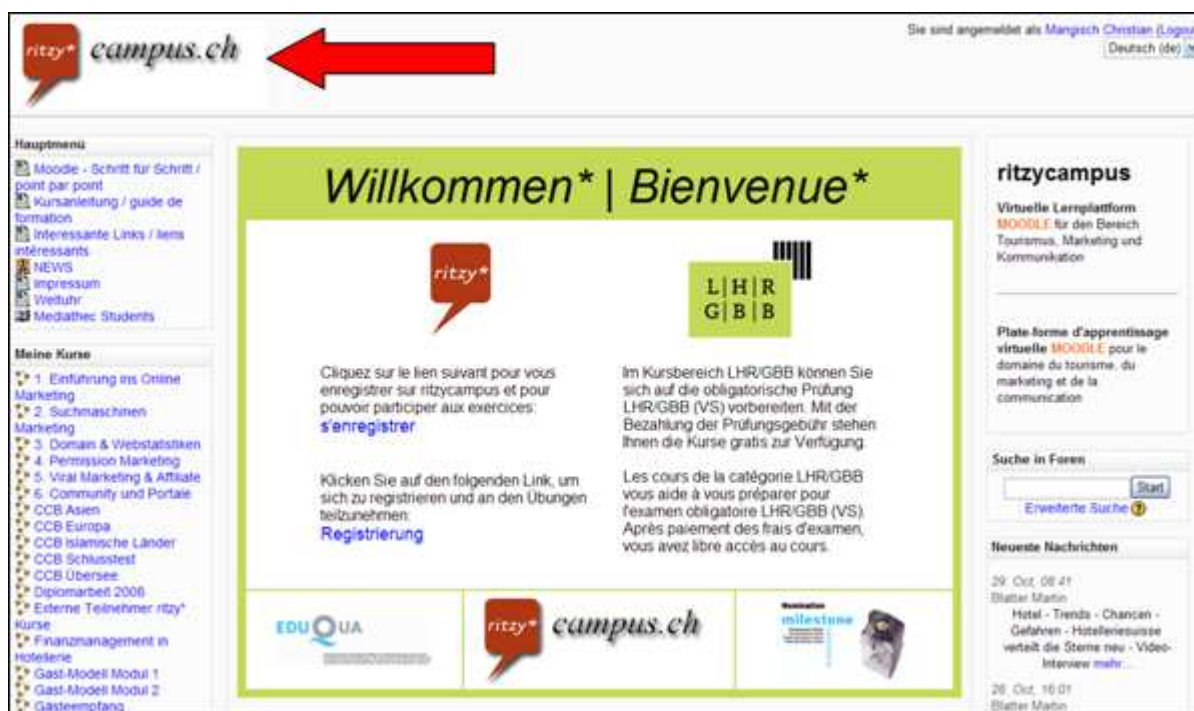 ritzy* campus.ch
Sie sind angemeldet als Mangisch Christian (Logout
Deutsch (de)
Hauptmenü
Moodle - Schritt für Schritt /
point par point
Kursanleitung / guide de
formation
Interessante Links / liens
intéressants
NEWS
Impressum
Weltuhr
Mediathec Students
Meine Kurse
1. Einführung ins Online
Marketing
2. Suchmaschinen
Marketing
3. Domain & Webstatistiken
4. Permission Marketing
5. Viral Marketing & Affiliate
6. Community und Portale
CCB Asien
CCB Europa
CCB Islamische Länder
CCB Schlusstest
CCB Übersee
Diplomarbeit 2008
Externe Teilnehmer ritzy*
Kurse
Finanzmanagement in
Hotellerie
Gast-Modell Modul 1
Gast-Modell Modul 2
Gästeempfang
Willkommen* | Bienvenue*
ritzy*
Cliquez sur le lien suivant pour vous
enregistrer sur ritzycampus et pour
pouvoir participer aux exercices:
s'enregistrer
Klicken Sie auf den folgenden Link, um
sich zu registrieren und an den Übungen
teilzunehmen:
Registrierung
L|H|R
G|B|B
Im Kursbereich LHR/GBB können Sie
sich auf die obligatorische Prüfung
LHR/GBB (VS) vorbereiten. Mit der
Bezahlung der Prüfungsgebühr stehen
Ihnen die Kurse gratis zur Verfügung.
Les cours de la catégorie LHR/GBB
vous aide à vous préparer pour
l'examen obligatoire LHR/GBB (VS).
Après paiement des frais d'examen,
vous avez libre accès au cours.
EDUQUA
ritzy* campus.ch
Nomination
milestone
ritzycampus
Virtuelle Lernplattform
MOODLE für den Bereich
Tourismus, Marketing und
Kommunikation
Plate-forme d'apprentissage
virtuelle MOODLE pour le
domaine du tourisme, du
marketing et de la
communication
Suche in Foren
Start
Erweiterte Suche
Neueste Nachrichten
29. Oct, 08:41
Blatter Martin
Hotel - Trends - Chancen -
Gefahren - Hotelleriesuisse
verteilt die Sterne neu - Video-
Interview mehr...
26. Oct, 16:01
Blatter Martin